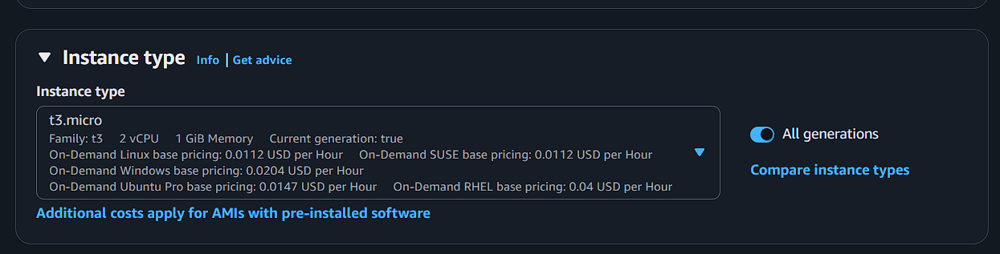 Instance type Info | Get advice
Instance type
t3.micro
Family: t3 2 vCPU 1 GiB Memory Current generation: true
On-Demand Linux base pricing: 0.0112 USD per Hour On-Demand SUSE base pricing: 0.0112 USD per Hour
On-Demand Windows base pricing: 0.0204 USD per Hour
On-Demand Ubuntu Pro base pricing: 0.0147 USD per Hour On-Demand RHEL base pricing: 0.04 USD per Hour
All generations
Compare instance types
Additional costs apply for AMIs with pre-installed software